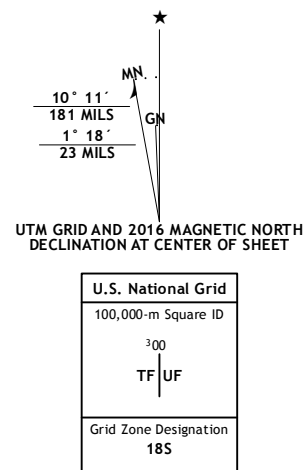 ★
MN
10° 11´
181 MILS
GN
1° 18´
23 MILS
UTM GRID AND 2016 MAGNETIC NORTH
DECLINATION AT CENTER OF SHEET
U.S. National Grid
100,000-m Square ID
³00
TF UF
Grid Zone Designation
18S